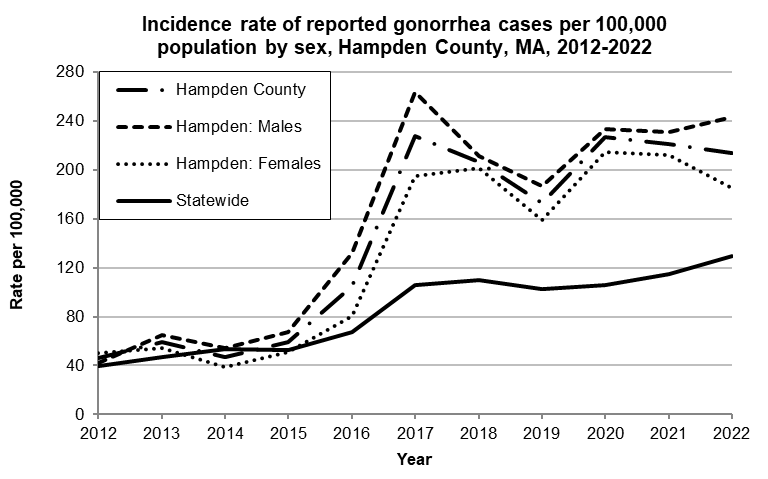 Incidence rate of reported gonorrhea cases per 100,000
population by sex, Hampden County, MA, 2012-2022
280
240
200
160
120
80
40
0
Rate per 100,000
Hampden County
Hampden: Males
Hampden: Females
Statewide
2012 2013 2014 2015 2016 2017 2018 2019 2020 2021 2022
Year